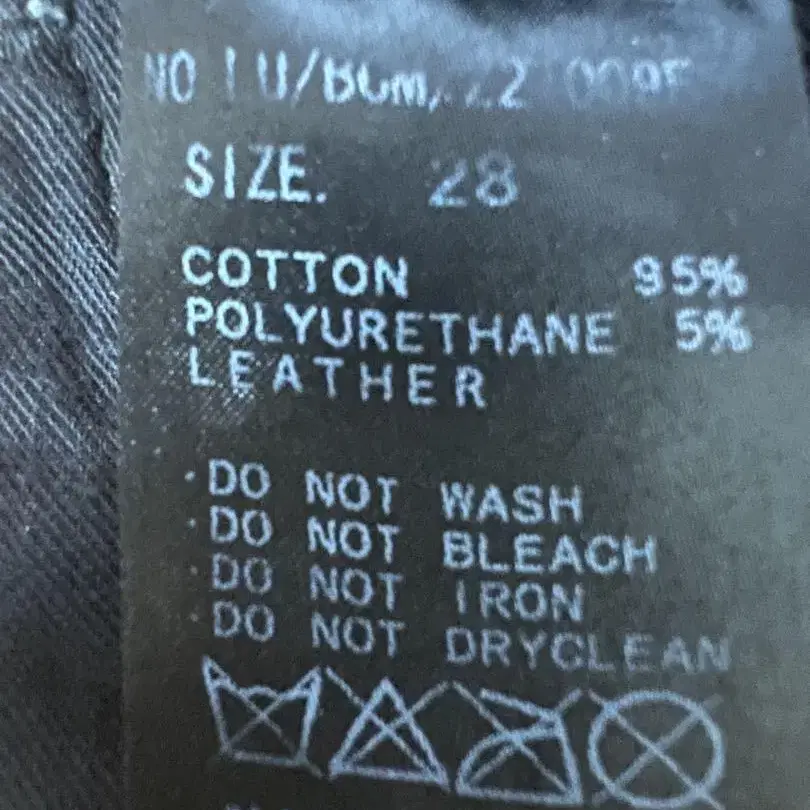 NO
SIZE. 28
COTTON 95%
POLYURETHANE 5%
LEATHER
·DO NOT WASH
·DO NOT BLEACH
·DO NOT IRON
·DO NOT DRYCLEAN